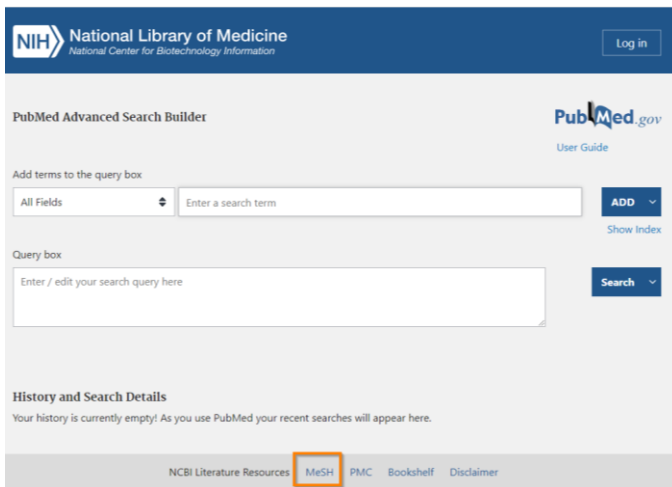 NIH National Library of Medicine
National Center for Biotechnology Information
Log in
PubMed Advanced Search Builder
PubMed.gov
User Guide
Add terms to the query box
All Fields
Enter a search term
ADD
Show Index
Query box
Enter / edit your search query here
Search
History and Search Details
Your history is currently empty! As you use PubMed your recent searches will appear here.
NCBI Literature Resources MeSH PMC Bookshelf Disclaimer